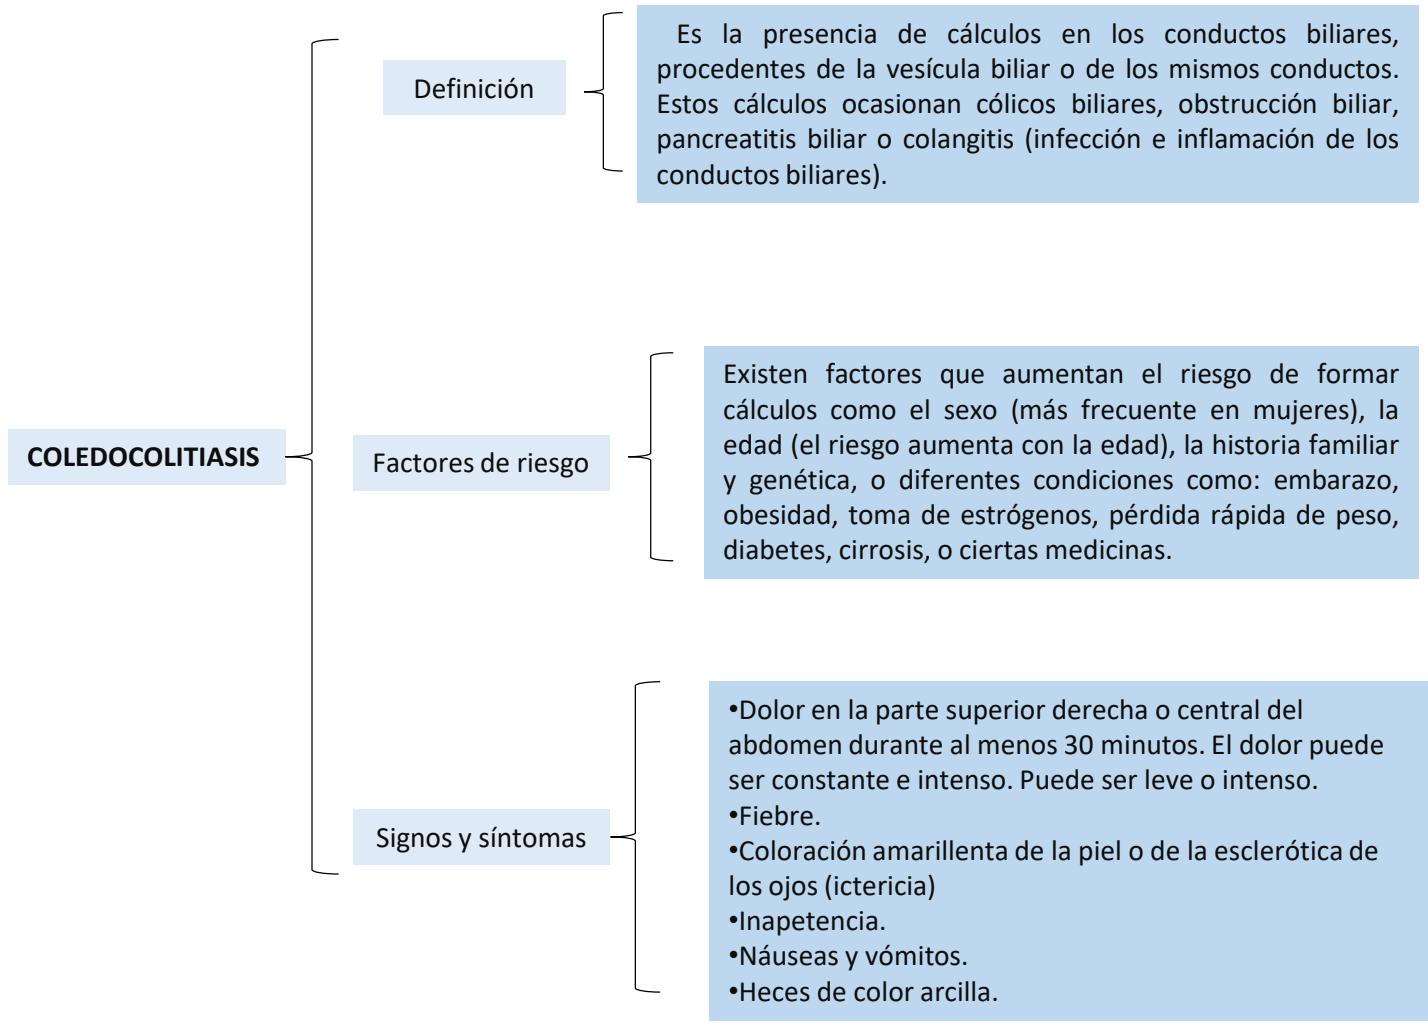 Definición
Es la presencia de cálculos en los conductos biliares,
procedentes de la vesícula biliar o de los mismos conductos.
Estos cálculos ocasionan cólicos biliares, obstrucción biliar,
pancreatitis biliar o colangitis (infección e inflamación de los
conductos biliares).
COLEDOCOLITIASIS
Factores de riesgo
Existen factores que aumentan el riesgo de formar
cálculos como el sexo (más frecuente en mujeres), la
edad (el riesgo aumenta con la edad), la historia familiar
y genética, o diferentes condiciones como: embarazo,
obesidad, toma de estrógenos, pérdida rápida de peso,
diabetes, cirrosis, o ciertas medicinas.
Signos y síntomas
•Dolor en la parte superior derecha o central del
abdomen durante al menos 30 minutos. El dolor puede
ser constante e intenso. Puede ser leve o intenso.
•Fiebre.
•Coloración amarillenta de la piel o de la esclerótica de
los ojos (ictericia)
•Inapetencia.
•Náuseas y vómitos.
•Heces de color arcilla.